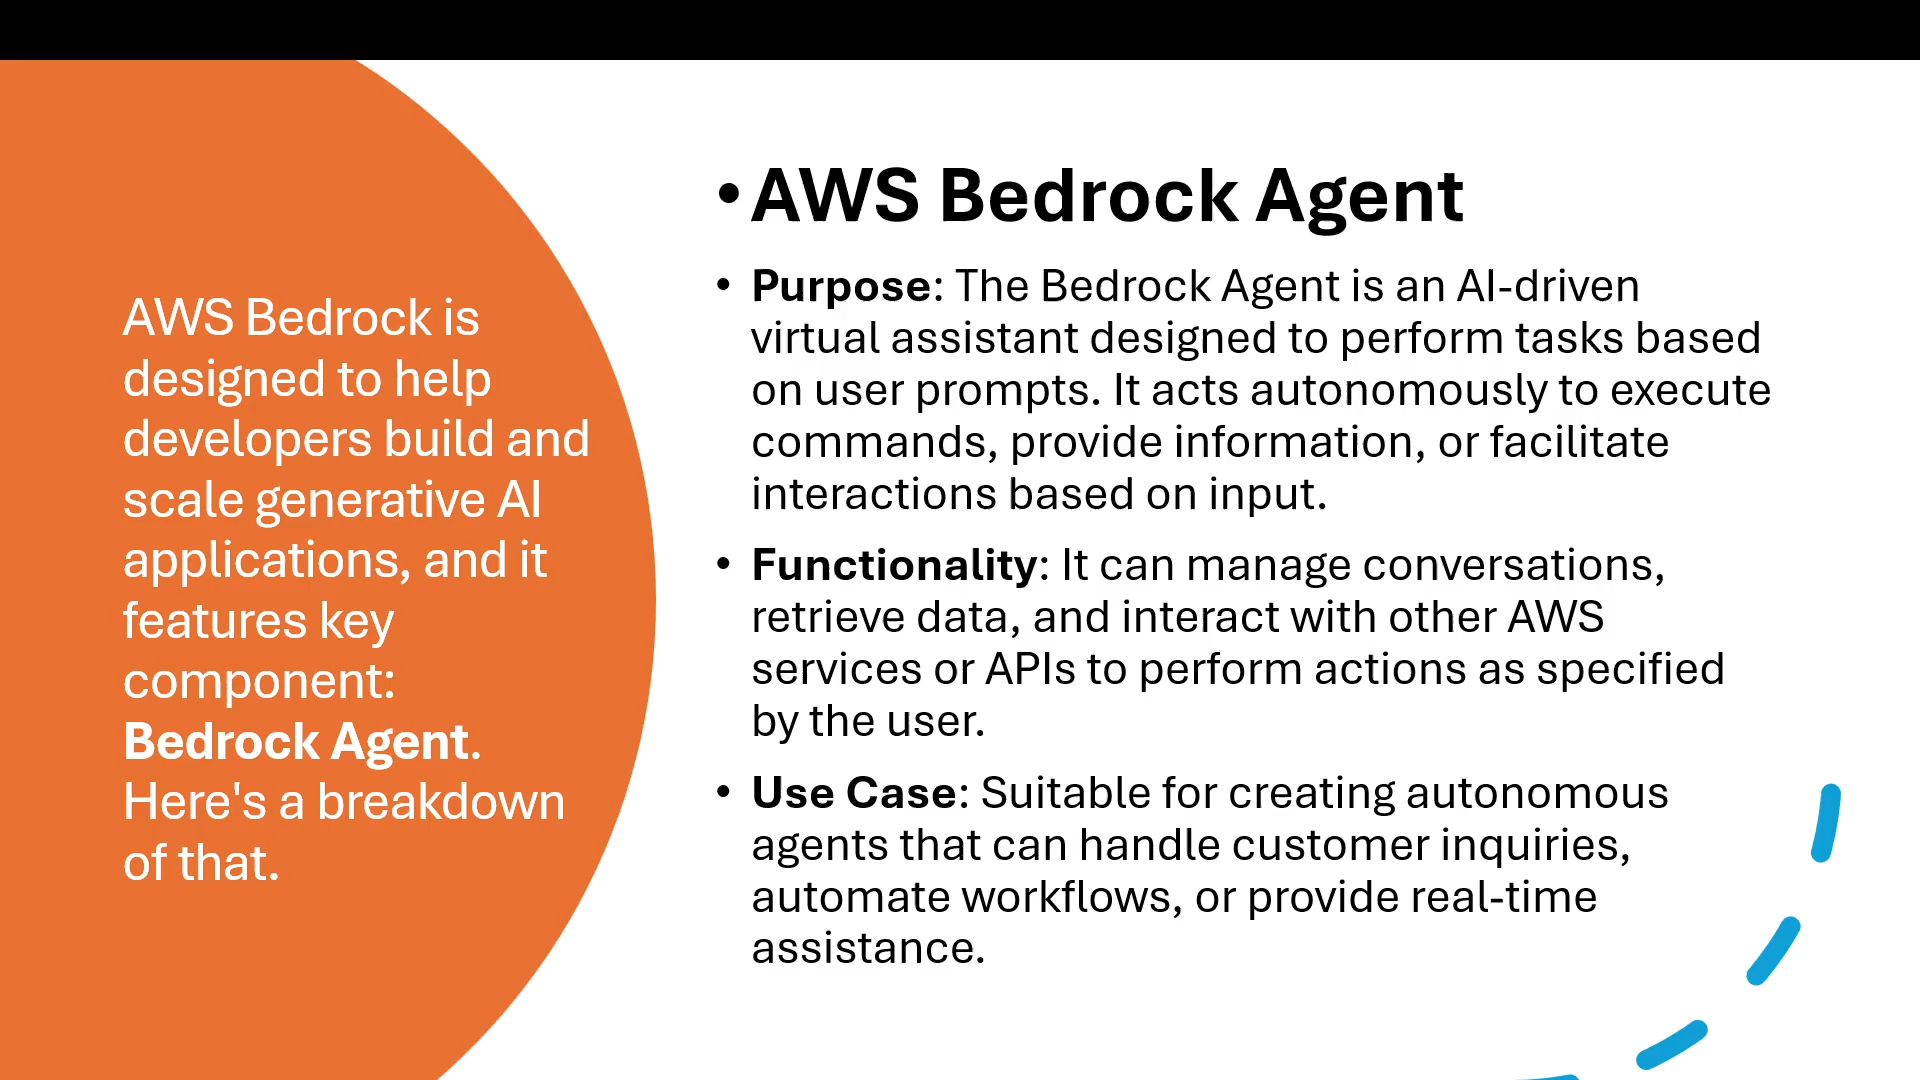 AWS Bedrock is
designed to help
developers build and
scale generative AI
applications, and it
features key
component:
Bedrock Agent.
Here's a breakdown
of that.
•AWS Bedrock Agent
• Purpose: The Bedrock Agent is an AI-driven
virtual assistant designed to perform tasks based
on user prompts. It acts autonomously to execute
commands, provide information, or facilitate
interactions based on input.
• Functionality: It can manage conversations,
retrieve data, and interact with other AWS
services or APIs to perform actions as specified
by the user.
• Use Case: Suitable for creating autonomous
agents that can handle customer inquiries,
automate workflows, or provide real-time
assistance.